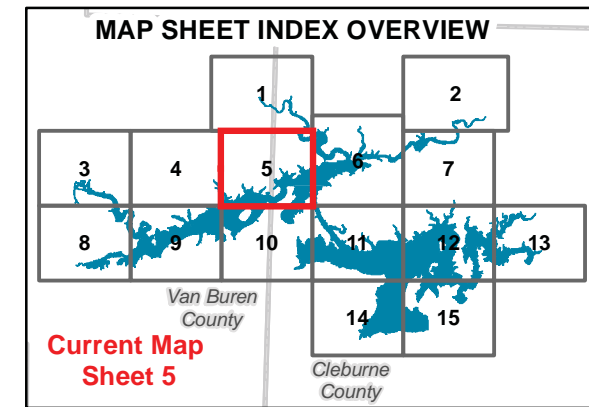 MAP SHEET INDEX OVERVIEW
1
2
3
4
5
6
7
8
9
10
11
12
13
Van Buren
County
14
15
Current Map
Sheet 5
Cleburne
County